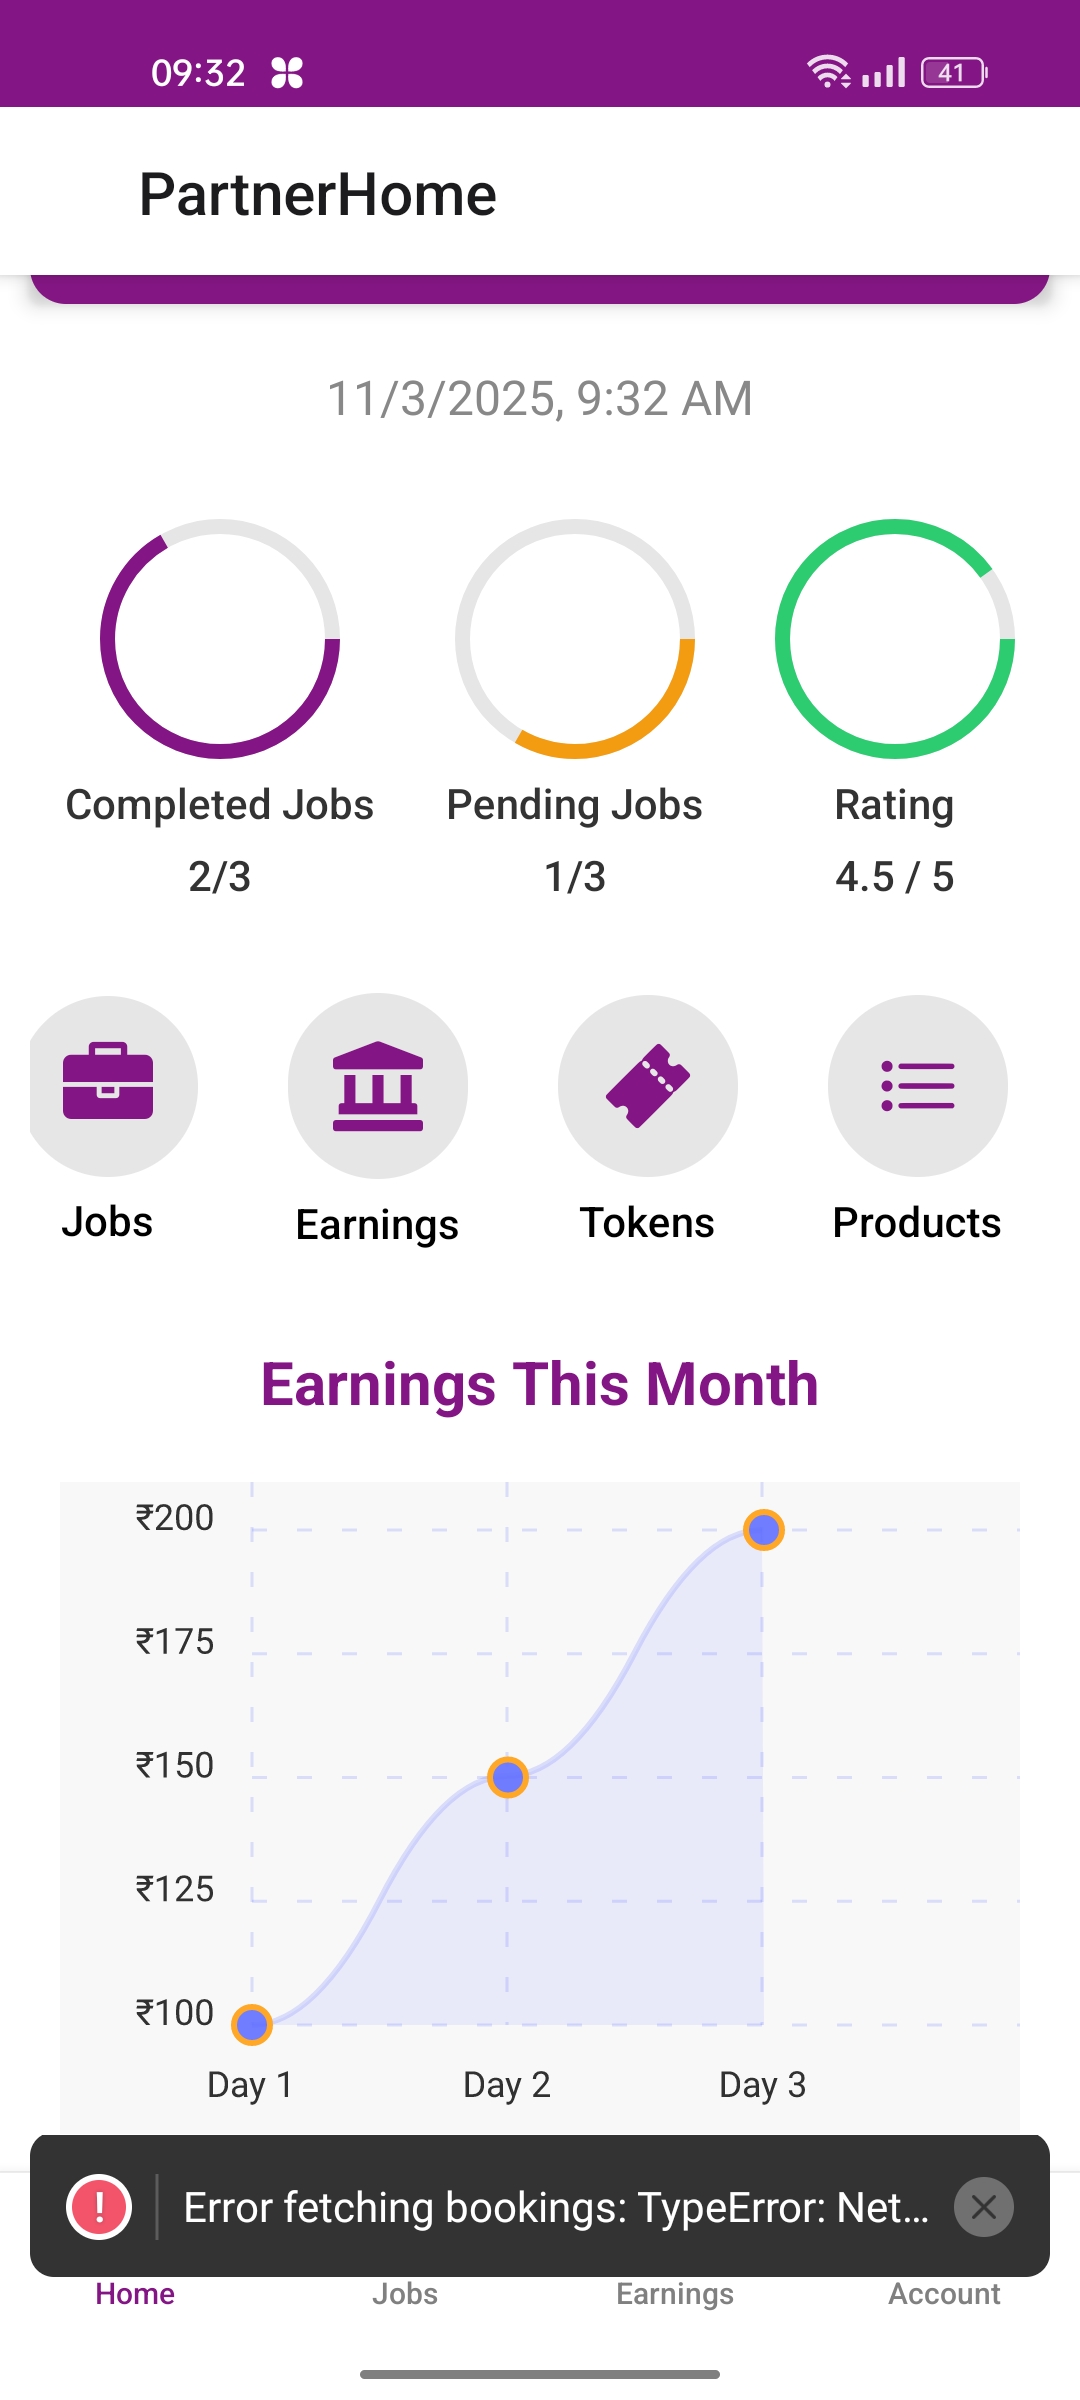 09:32
41
PartnerHome
11/3/2025, 9:32 AM
Completed Jobs
2/3
Pending Jobs
1/3
Rating
4.5 / 5
Jobs
Earnings
Tokens
Products
Earnings This Month
₹200
₹175
₹150
₹125
₹100
Day 1
Day 2
Day 3
! Error fetching bookings: TypeError: Net...
Home
Jobs
Earnings
Account